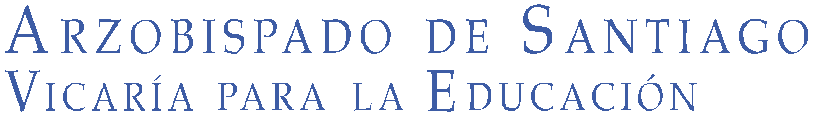 Arzobispado de Santiago
Vicaría para la Educación